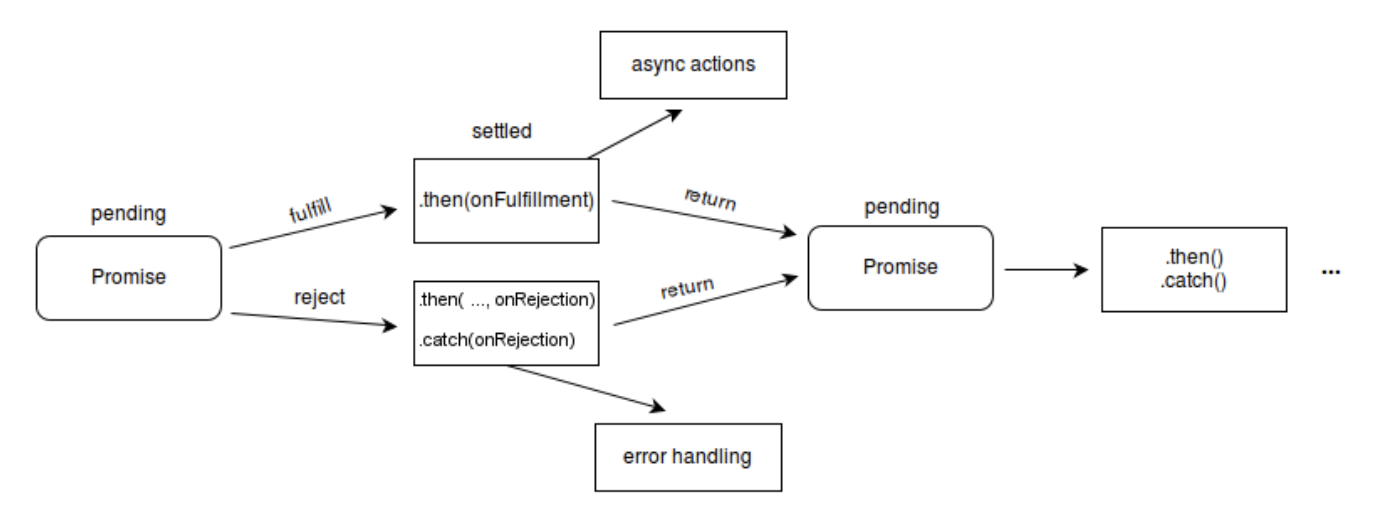 async actions
settled
.then(onFulfillment)
pending
fulfill
Promise
reject
.then( ..., onRejection)
.catch(onRejection)
error handling
return
return
pending
Promise
.then()
.catch()
...